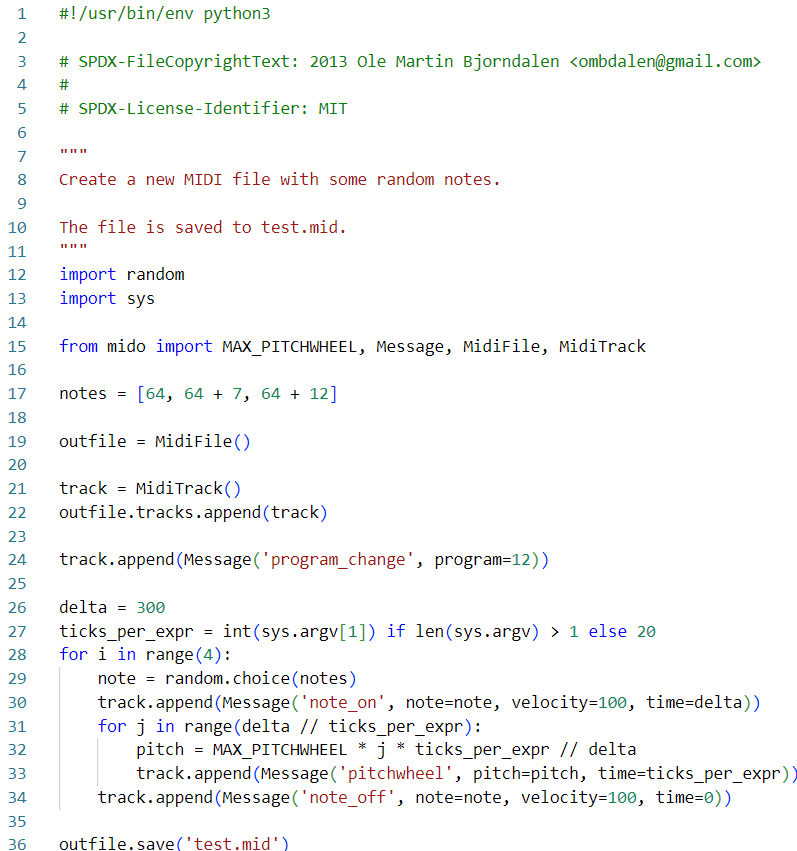 1 #!/usr/bin/env python3
2
3 # SPDX-FileCopyrightText: 2013 Ole Martin Bjorndalen <ombdalen@gmail.com>
4 #
5 # SPDX-License-Identifier: MIT
6
7 """
8 Create a new MIDI file with some random notes.
9
10 The file is saved to test.mid.
11 """
12 import random
13 import sys
14
15 from mido import MAX_PITCHWHEEL, Message, MidiFile, MidiTrack
16
17 notes = [64, 64 + 7, 64 + 12]
18
19 outfile = MidiFile()
20
21 track = MidiTrack()
22 outfile.tracks.append(track)
23
24 track.append(Message('program_change', program=12))
25
26 delta = 300
27 ticks_per_expr = int(sys.argv[1]) if len(sys.argv) > 1 else 20
28 for i in range(4):
29     note = random.choice(notes)
30     track.append(Message('note_on', note=note, velocity=100, time=delta))
31     for j in range(delta // ticks_per_expr):
32         pitch = MAX_PITCHWHEEL * j * ticks_per_expr // delta
33         track.append(Message('pitchwheel', pitch=pitch, time=ticks_per_expr))
34     track.append(Message('note_off', note=note, velocity=100, time=0))
35
36 outfile.save('test.mid')